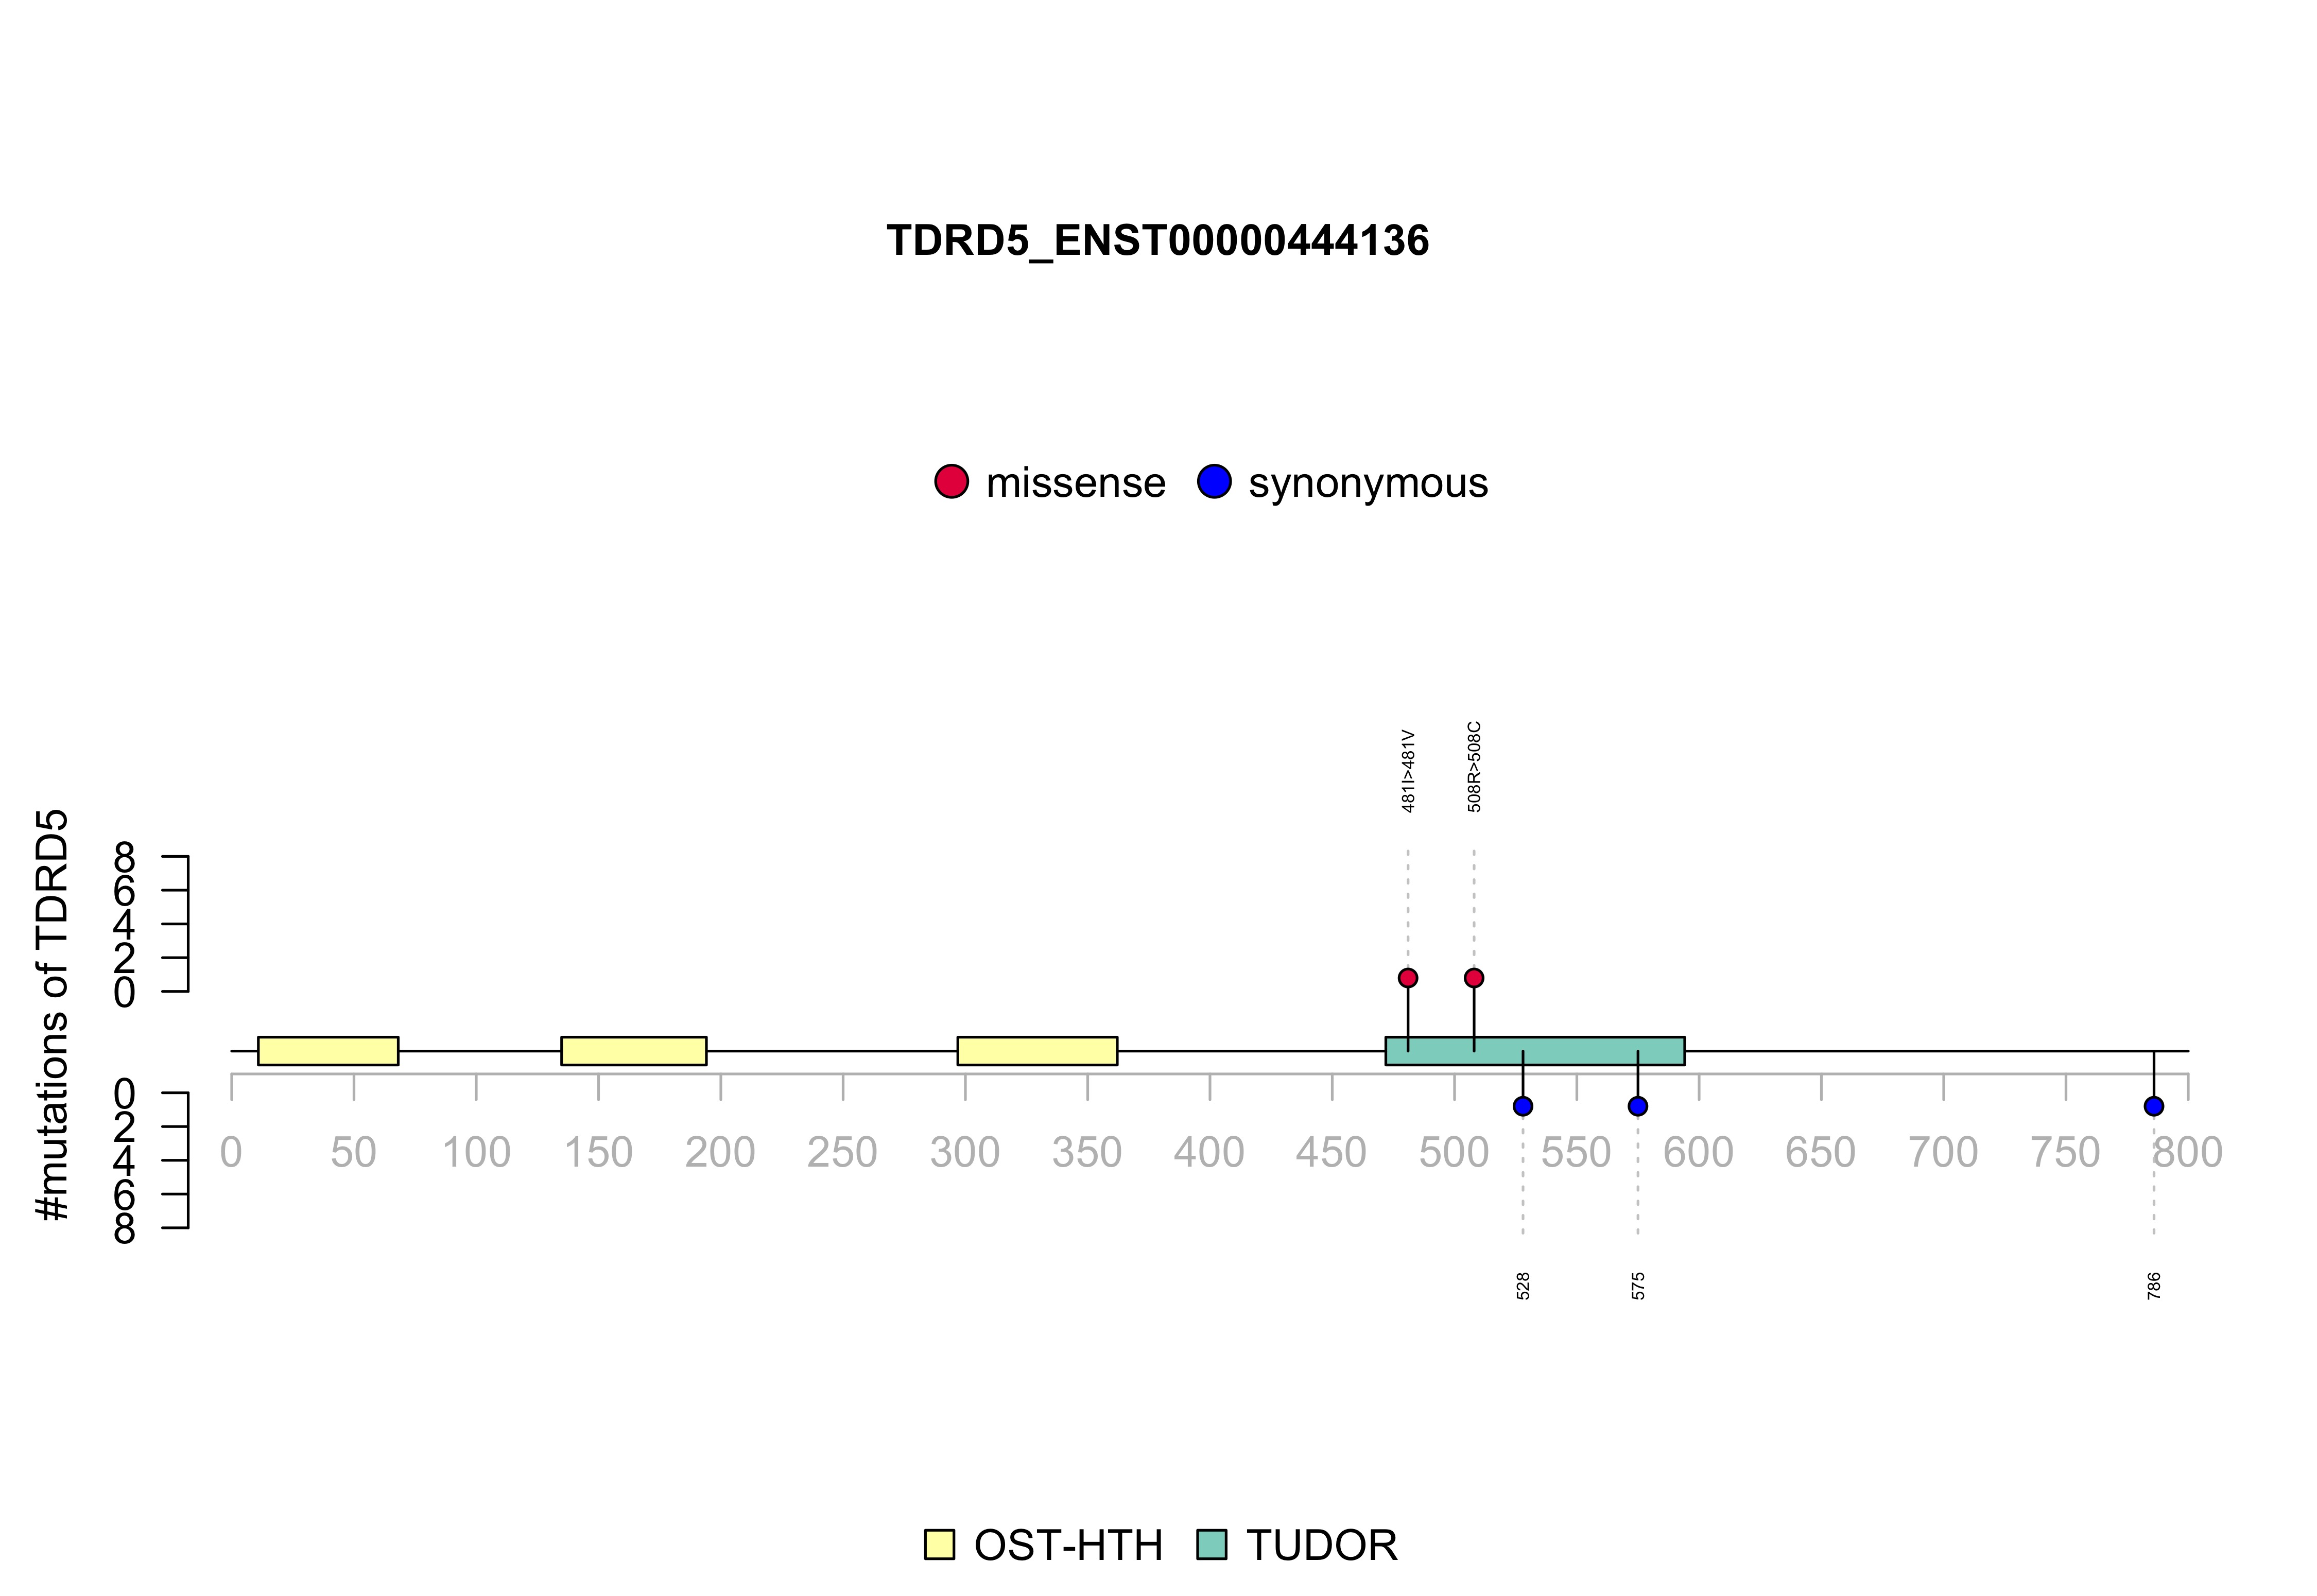 TDRD5_ENST00000444136
missense synonymous
481I>481V 508R>508C
#mutations of TDRD5
8
6
4
2
0
0
2
4
6
8
0 50 100 150 200 250 300 350 400 450 500 550 600 650 700 750 800
528 575 786
OST-HTH TUDOR